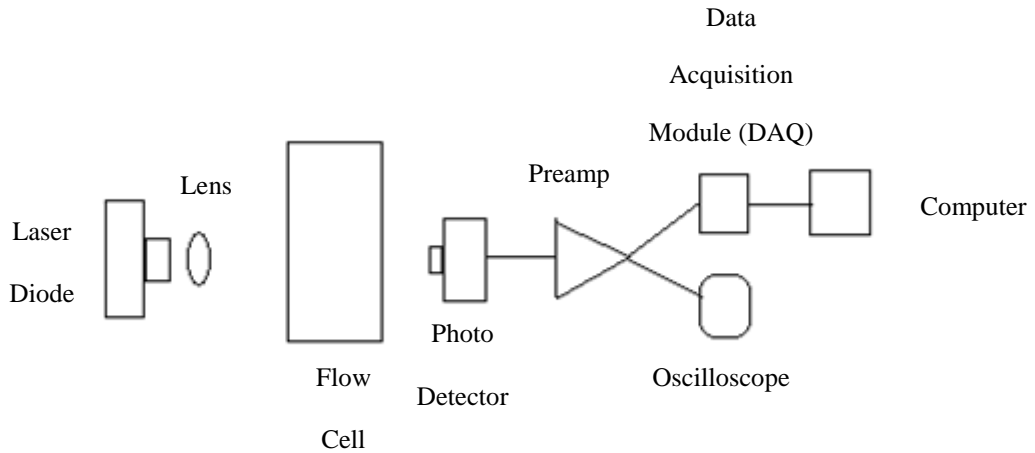 Data
Acquisition
Module (DAQ)
Preamp
Lens
Computer
Laser
Diode
Photo
Detector
Flow
Cell
Oscilloscope